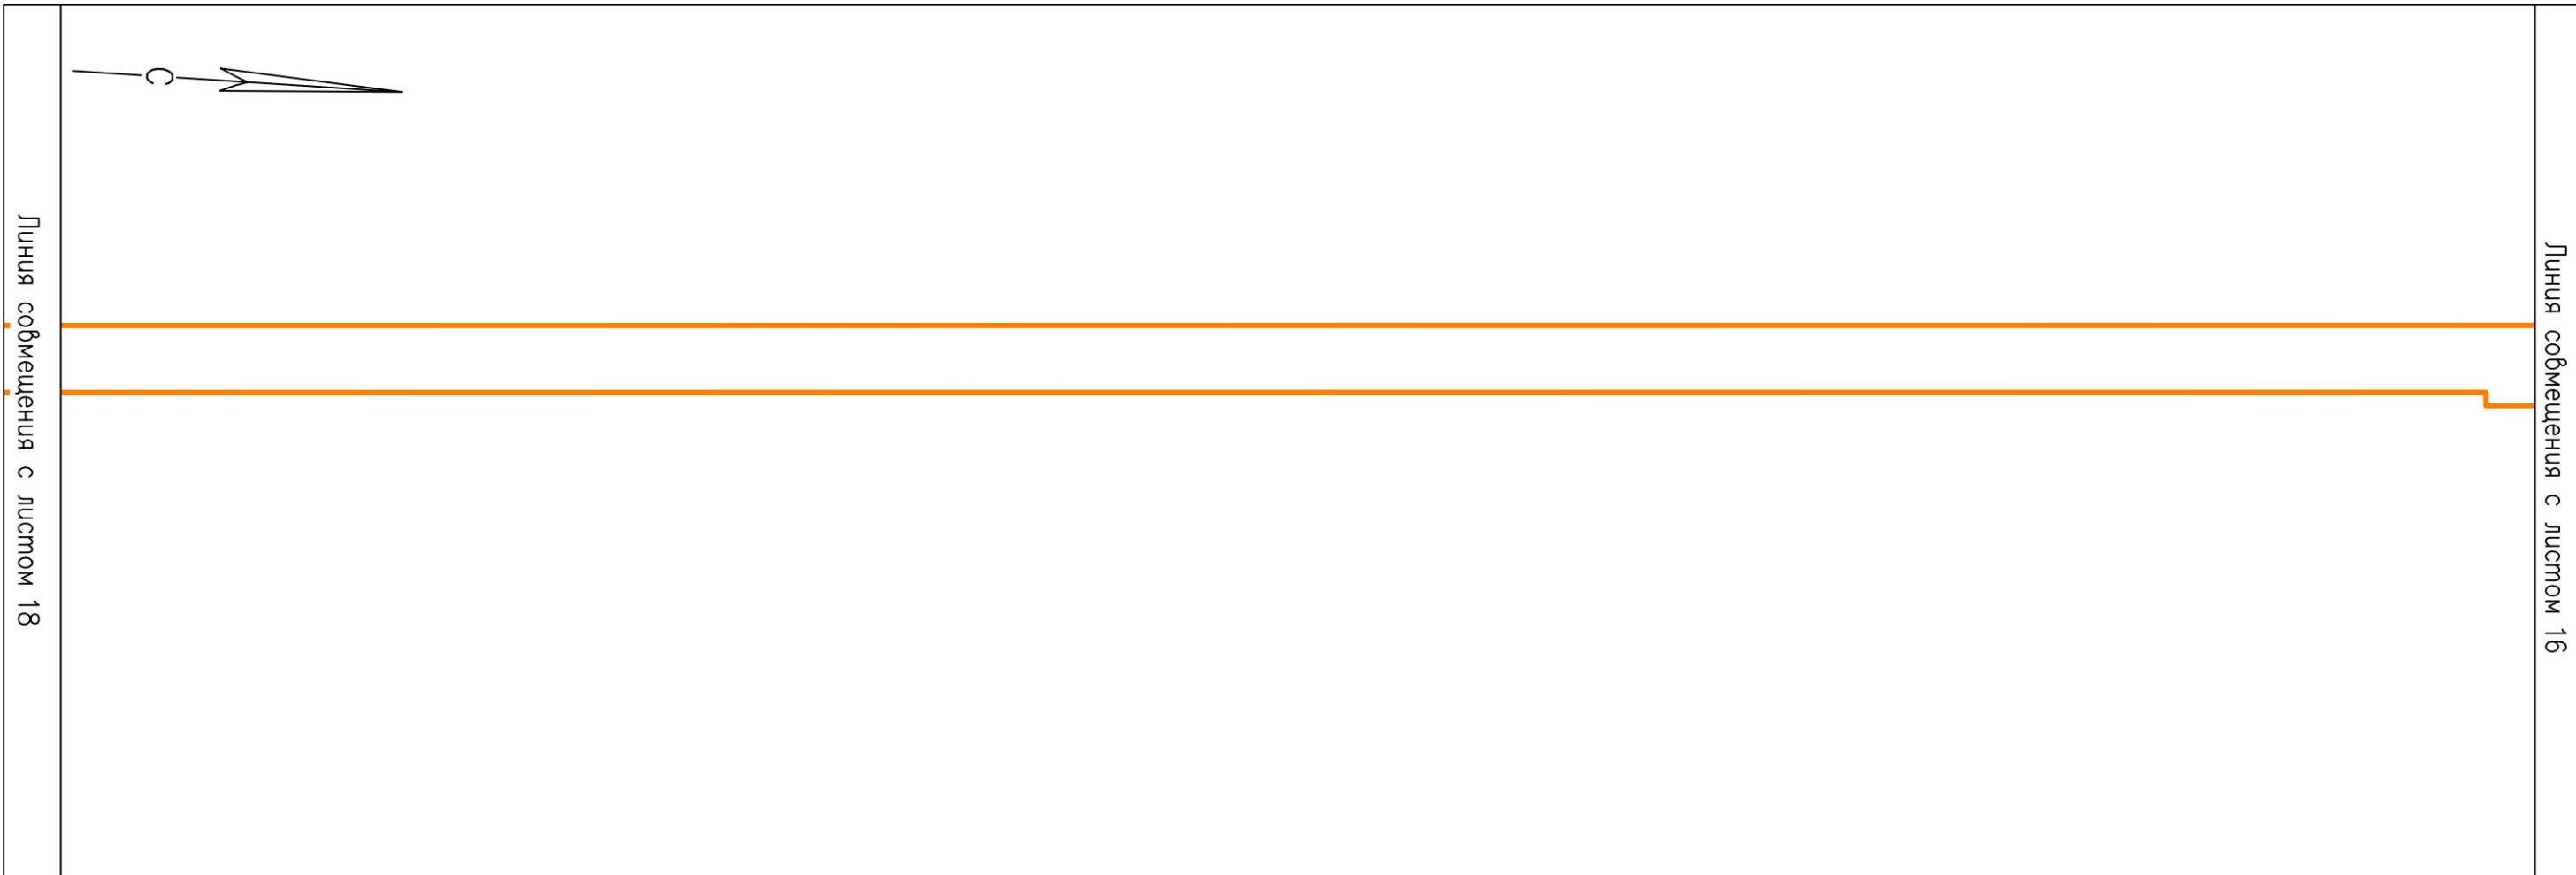 С
Линия совмещения с листом 18
Линия совмещения с листом 16